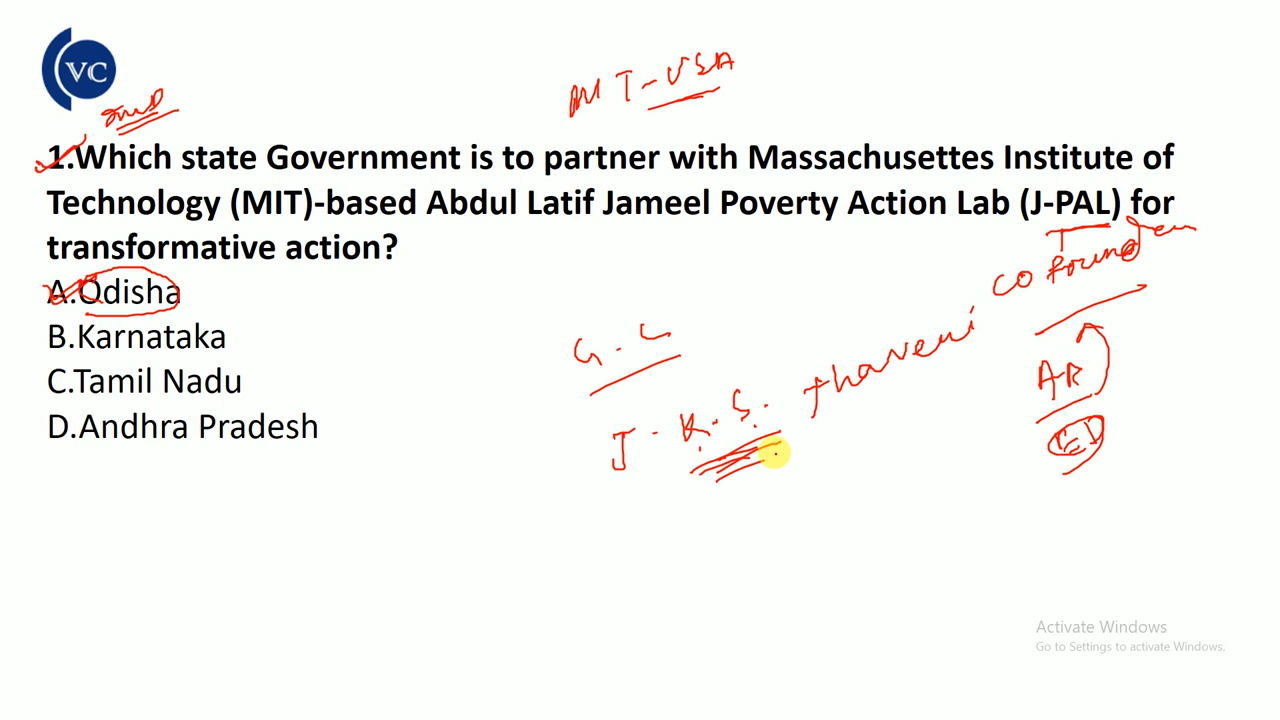 VC
MIT-USA
1.Which state Government is to partner with Massachusettes Institute of
Technology (MIT)-based Abdul Latif Jameel Poverty Action Lab (J-PAL) for
transformative action?
A.Odisha
B.Karnataka
C.Tamil Nadu
D.Andhra Pradesh
CO Founder
J.K.S. thaveni
AR
ED
Activate Windows
Go to Settings to activate Windows.